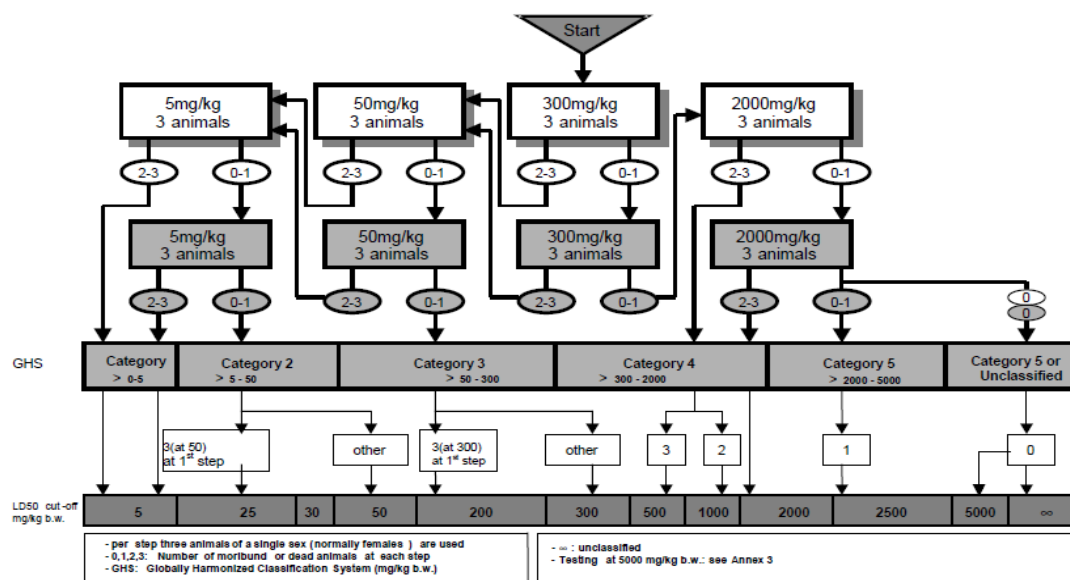 Start
5mg/kg
3 animals
50mg/kg
3 animals
300mg/kg
3 animals
2000mg/kg
3 animals
2-3
0-1
2-3
0-1
2-3
0-1
2-3
0-1
5mg/kg
3 animals
50mg/kg
3 animals
300mg/kg
3 animals
2000mg/kg
3 animals
2-3
0-1
2-3
0-1
2-3
0-1
2-3
0-1
0
0
GHS
Category
> 0-5
Category 2
> 5 - 50
Category 3
> 50 - 300
Category 4
> 300 - 2000
Category 5
> 2000 - 5000
Category 5 or
Unclassified
3(at 50)
at 1st step
other
3(at 300)
at 1st step
other
3
2
1
0
LD50 cut-off
mg/kg b.w.
5
25
30
50
200
300
500
1000
2000
2500
5000
∞
- per step three animals of a single sex (normally females ) are used
- 0,1,2,3: Number of moribund or dead animals at each step
- GHS: Globally Harmonized Classification System (mg/kg b.w.)
- ∞ : unclassified
- Testing at 5000 mg/kg b.w.: see Annex 3